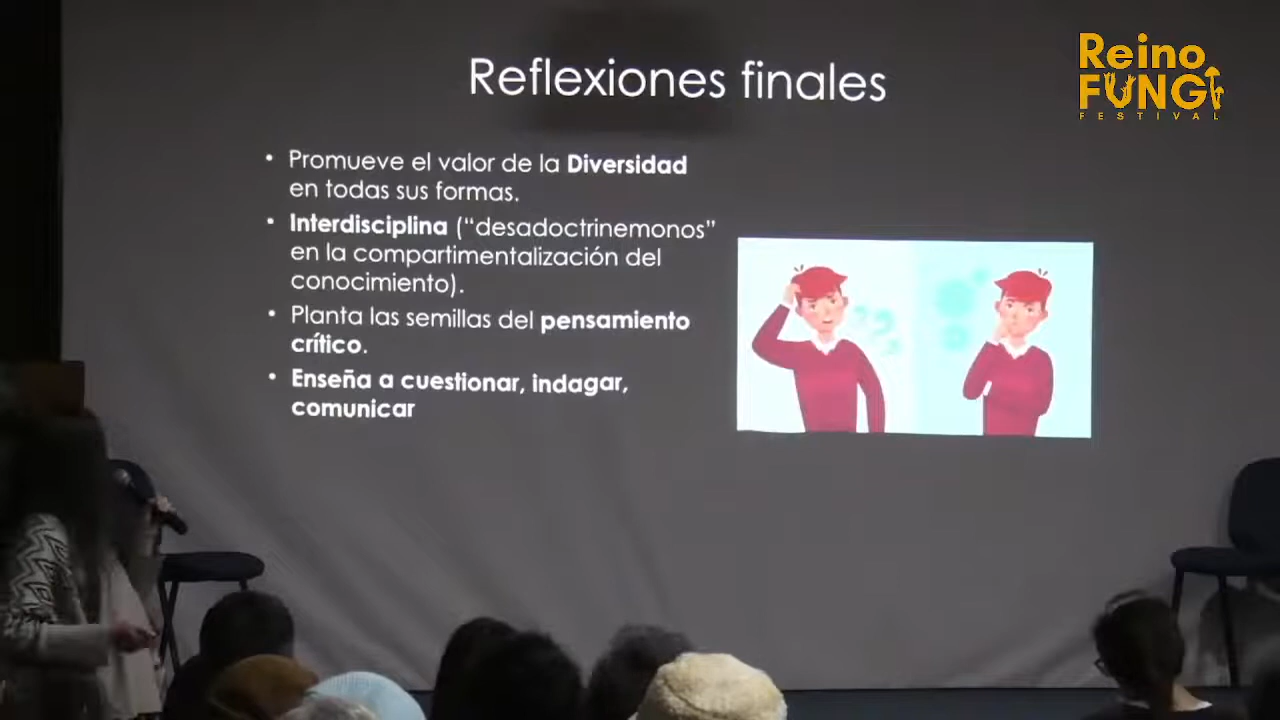 Reflexiones finales
Reino
FUNGI
FESTIVAL
• Promueve el valor de la Diversidad
en todas sus formas.
• Interdisciplina (“desadoctrinemonos”
en la compartimentalización del
conocimiento).
• Planta las semillas del pensamiento
crítico.
• Enseña a cuestionar, indagar,
comunicar